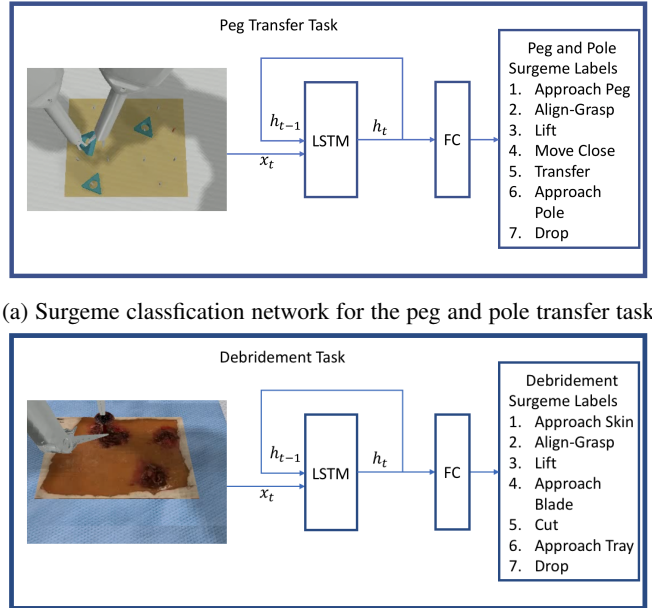 Peg Transfer Task
h_{t−1}
x_t
LSTM
h_t
FC
Peg and Pole
Surgeme Labels
1. Approach Peg
2. Align-Grasp
3. Lift
4. Move Close
5. Transfer
6. Approach
Pole
7. Drop
(a) Surgeme classfication network for the peg and pole transfer task
Debridement Task
h_{t−1}
x_t
LSTM
h_t
FC
Debridement
Surgeme Labels
1. Approach Skin
2. Align-Grasp
3. Lift
4. Approach
Blade
5. Cut
6. Approach Tray
7. Drop